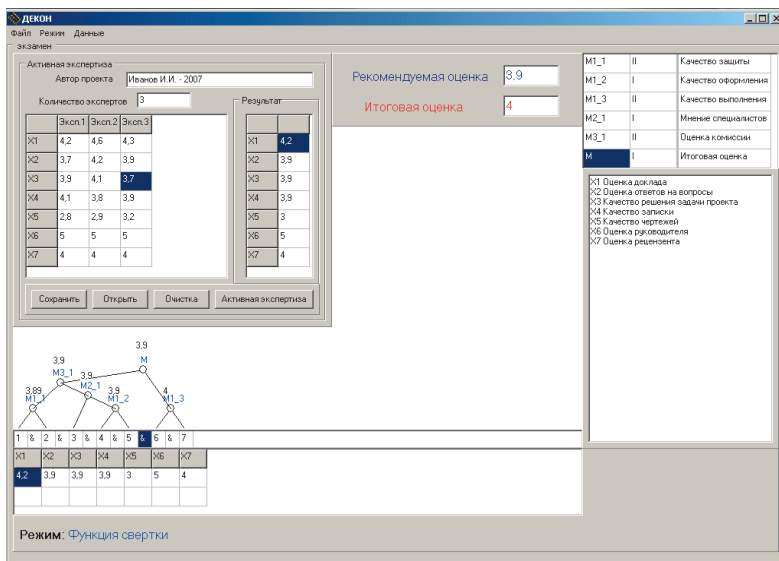 ДЕКОН
Файл Режим Данные
экзамен
Активная экспертиза
Автор проекта Иванов И.И. - 2007
Количество экспертов 3
Эксп.1 Эксп.2 Эксп.3
X1 4,2 4,6 4,3
X2 3,7 4,2 3,9
X3 3,9 4,1 3,7
X4 4,1 3,8 3,9
X5 2,8 2,9 3,2
X6 5 5 5
X7 4 4 4
Результат
X1 4,2
X2 3,9
X3 3,9
X4 3,9
X5 3
X6 5
X7 4
Сохранить Открыть Очистка Активная экспертиза
Рекомендуемая оценка 3,9
Итоговая оценка 4
M1_1 II Качество защиты
M1_2 I Качество оформления
M1_3 II Качество выполнения
M2_1 I Мнение специалистов
M3_1 II Оценка комиссии
M I Итоговая оценка
X1 Оценка доклада
X2 Оценка ответов на вопросы
X3 Качество решения задачи проекта
X4 Качество записки
X5 Качество чертежей
X6 Оценка руководителя
X7 Оценка рецензента
3,9
M
3,9
M3_1
3,9
M2_1
3,89
M1_1
3,9
M1_2
4
M1_3
1 & 2 & 3 & 4 & 5 & 6 & 7
X1 X2 X3 X4 X5 X6 X7
4,2 3,9 3,9 3,9 3 5 4
Режим: Функция свертки